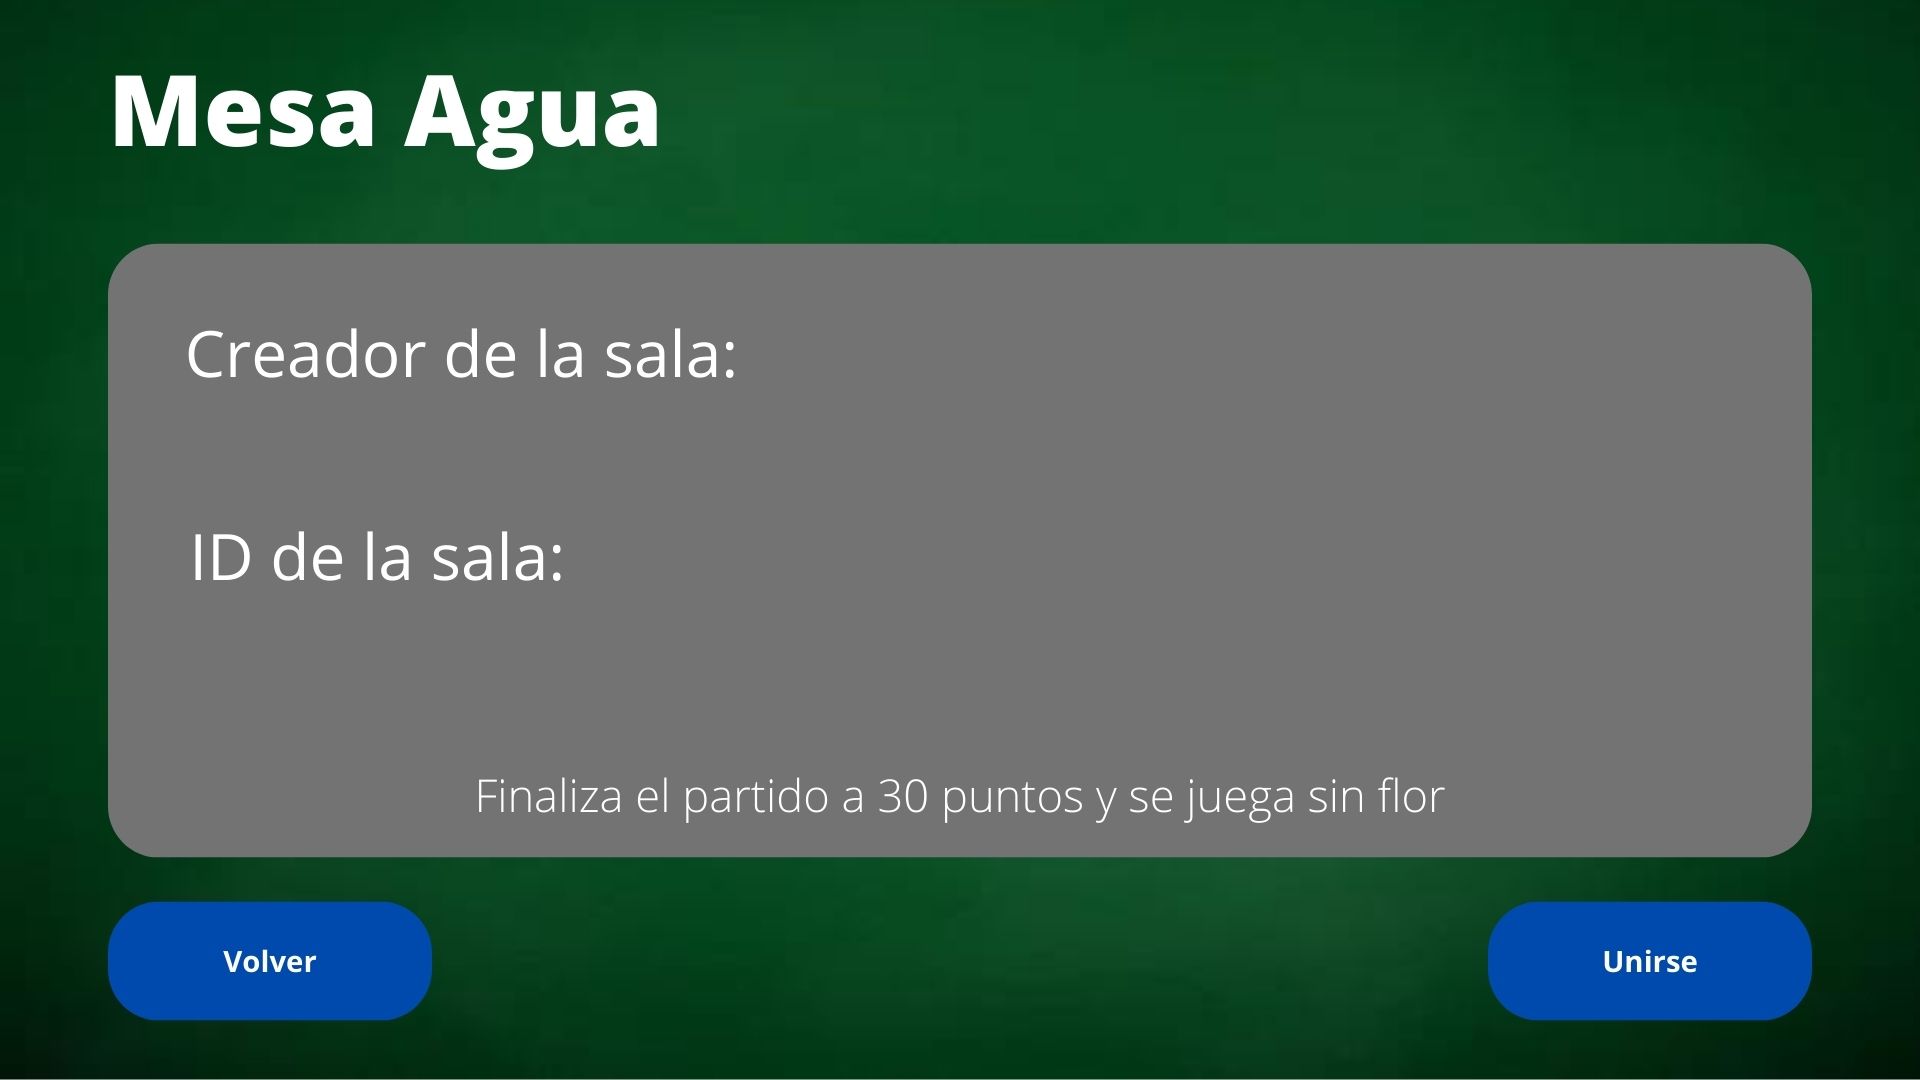 Mesa Agua
Creador de la sala:
ID de la sala:
Finaliza el partido a 30 puntos y se juega sin flor
Volver
Unirse